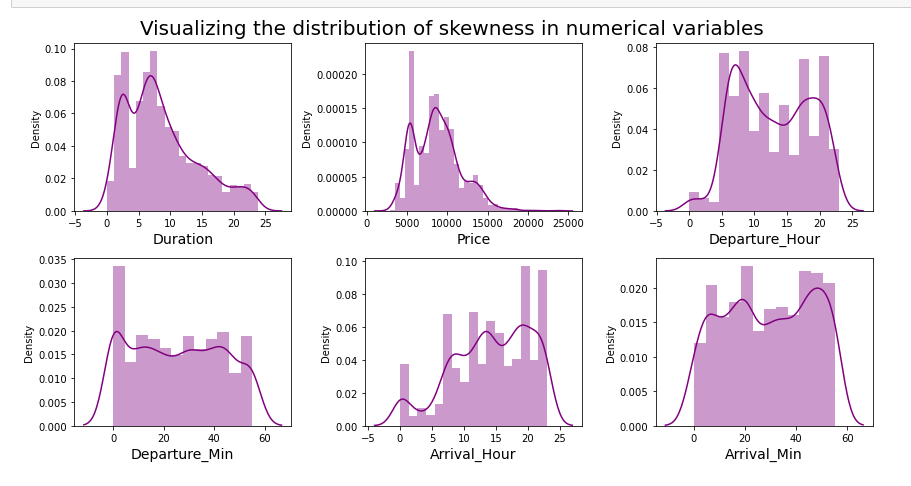 Visualizing the distribution of skewness in numerical variables
0.10
0.08
0.06
0.04
0.02
0.00
Density
−5 0 5 10 15 20 25
Duration
0.00020
0.00015
0.00010
0.00005
0.00000
Density
0 5000 10000 15000 20000 25000
Price
0.08
0.06
0.04
0.02
0.00
Density
−5 0 5 10 15 20 25
Departure_Hour
0.035
0.030
0.025
0.020
0.015
0.010
0.005
0.000
Density
0 20 40 60
Departure_Min
0.10
0.08
0.06
0.04
0.02
0.00
Density
−5 0 5 10 15 20 25
Arrival_Hour
0.020
0.015
0.010
0.005
0.000
Density
0 20 40 60
Arrival_Min